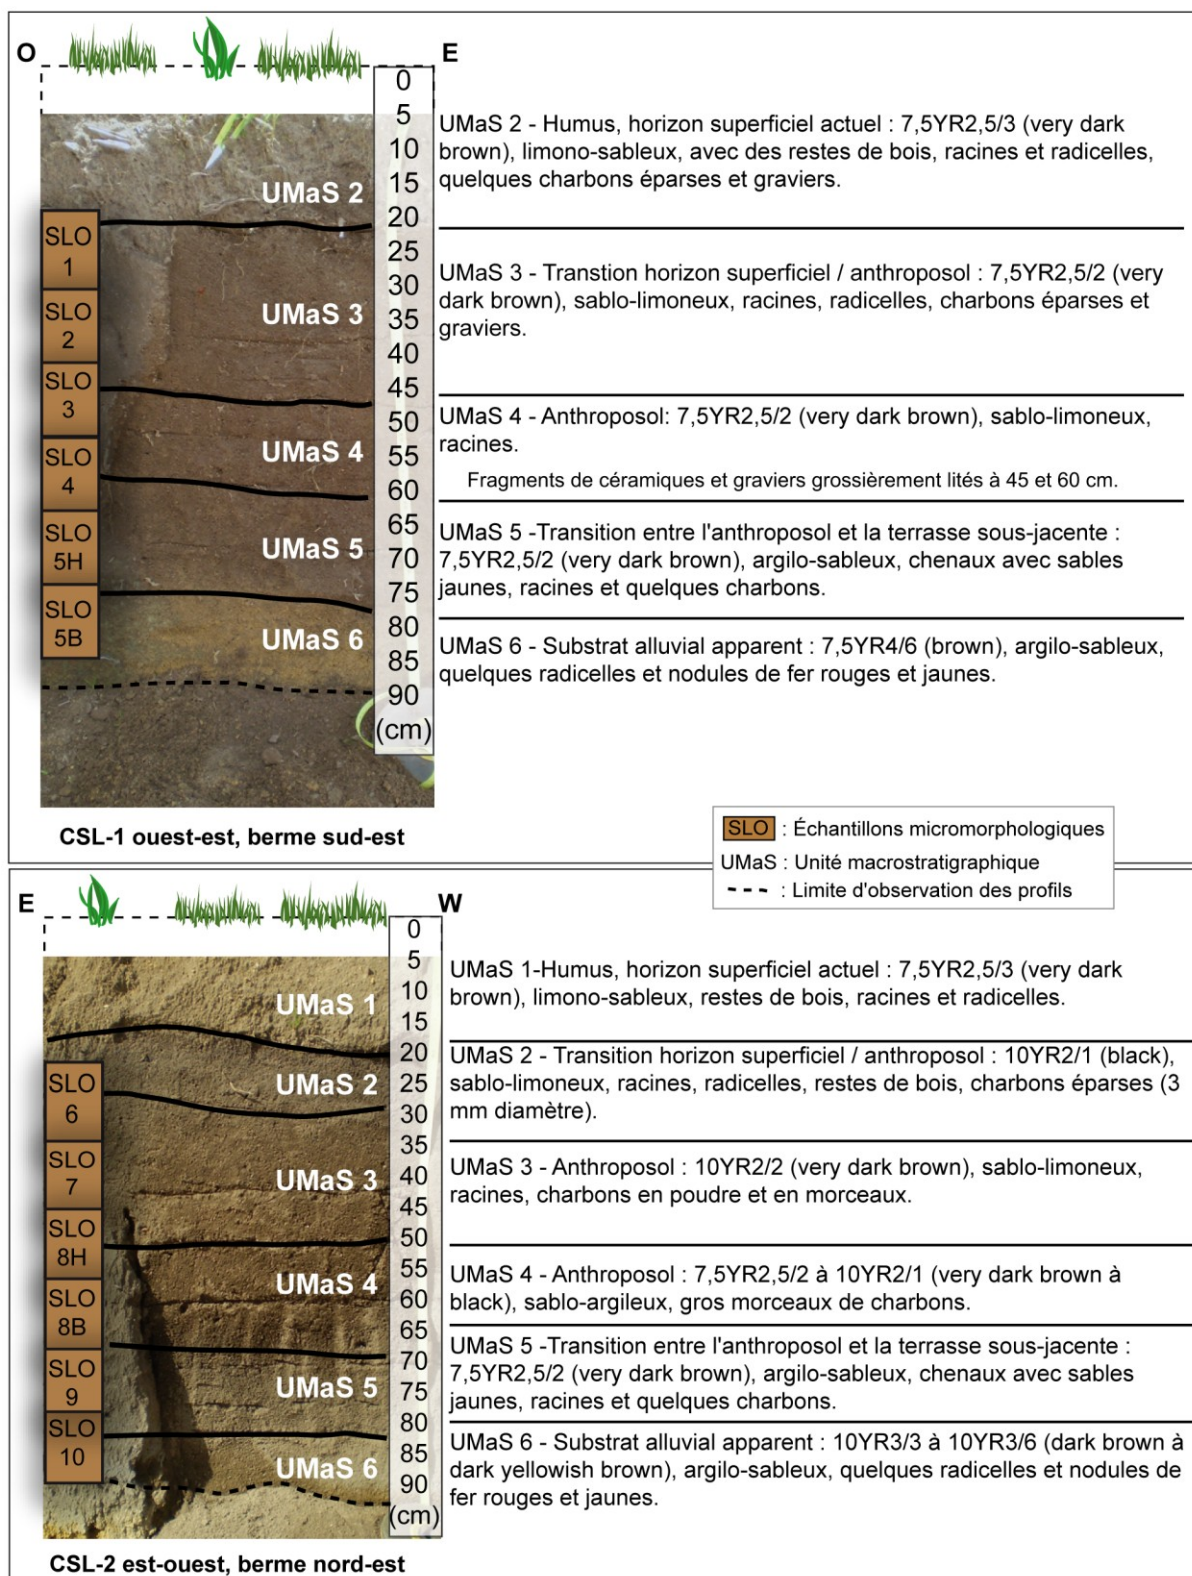 O
E
0
5
10
15
20
25
30
35
40
45
50
55
60
65
70
75
80
85
90
(cm)
UMaS 2
UMaS 3
UMaS 4
UMaS 5
UMaS 6
SLO
1
SLO
2
SLO
3
SLO
4
SLO
5H
SLO
5B
UMaS 2 - Humus, horizon superficiel actuel : 7,5YR2,5/3 (very dark
brown), limono-sableux, avec des restes de bois, racines et radicelles,
quelques charbons éparses et graviers.
UMaS 3 - Transtion horizon superficiel / anthroposol : 7,5YR2,5/2 (very
dark brown), sablo-limoneux, racines, radicelles, charbons éparses et
graviers.
UMaS 4 - Anthroposol: 7,5YR2,5/2 (very dark brown), sablo-limoneux,
racines.
Fragments de céramiques et graviers grossièrement lités à 45 et 60 cm.
UMaS 5 -Transition entre l'anthroposol et la terrasse sous-jacente :
7,5YR2,5/2 (very dark brown), argilo-sableux, chenaux avec sables
jaunes, racines et quelques charbons.
UMaS 6 - Substrat alluvial apparent : 7,5YR4/6 (brown), argilo-sableux,
quelques radicelles et nodules de fer rouges et jaunes.
CSL-1 ouest-est, berme sud-est
SLO : Échantillons micromorphologiques
UMaS : Unité macrostratigraphique
: Limite d'observation des profils
E
W
0
5
10
15
20
25
30
35
40
45
50
55
60
65
70
75
80
85
90
(cm)
UMaS 1
UMaS 2
UMaS 3
UMaS 4
UMaS 5
UMaS 6
SLO
6
SLO
7
SLO
8H
SLO
8B
SLO
9
SLO
10
UMaS 1-Humus, horizon superficiel actuel : 7,5YR2,5/3 (very dark
brown), limono-sableux, restes de bois, racines et radicelles.
UMaS 2 - Transition horizon superficiel / anthroposol : 10YR2/1 (black),
sablo-limoneux, racines, radicelles, restes de bois, charbons éparses (3
mm diamètre).
UMaS 3 - Anthroposol : 10YR2/2 (very dark brown), sablo-limoneux,
racines, charbons en poudre et en morceaux.
UMaS 4 - Anthroposol : 7,5YR2,5/2 à 10YR2/1 (very dark brown à
black), sablo-argileux, gros morceaux de charbons.
UMaS 5 -Transition entre l'anthroposol et la terrasse sous-jacente :
7,5YR2,5/2 (very dark brown), argilo-sableux, chenaux avec sables
jaunes, racines et quelques charbons.
UMaS 6 - Substrat alluvial apparent : 10YR3/3 à 10YR3/6 (dark brown à
dark yellowish brown), argilo-sableux, quelques radicelles et nodules de
fer rouges et jaunes.
CSL-2 est-ouest, berme nord-est